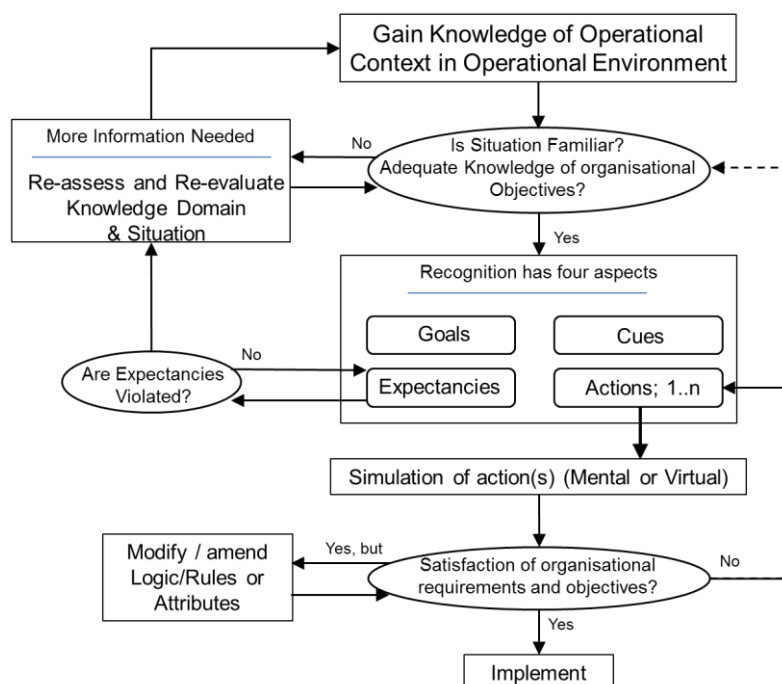 Gain Knowledge of Operational
Context in Operational Environment
More Information Needed
Re-assess and Re-evaluate
Knowledge Domain
& Situation
No
Is Situation Familiar?
Adequate Knowledge of organisational
Objectives?
Yes
Recognition has four aspects
Goals
Cues
Expectancies
Actions; 1..n
No
Are Expectancies
Violated?
Simulation of action(s) (Mental or Virtual)
Modify / amend
Logic/Rules or
Attributes
Yes, but
Satisfaction of organisational
requirements and objectives?
No
Yes
Implement